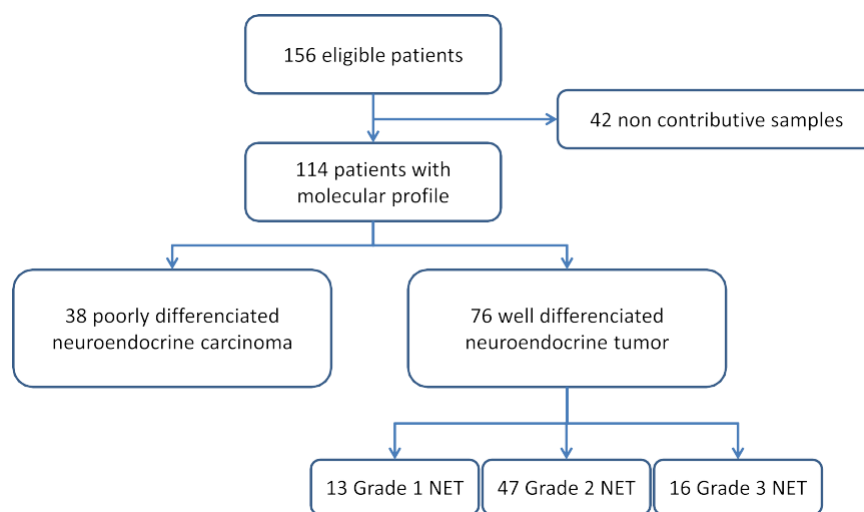 156 eligible patients
42 non contributive samples
114 patients with
molecular profile
38 poorly differenciated
neuroendocrine carcinoma
76 well differenciated
neuroendocrine tumor
13 Grade 1 NET
47 Grade 2 NET
16 Grade 3 NET